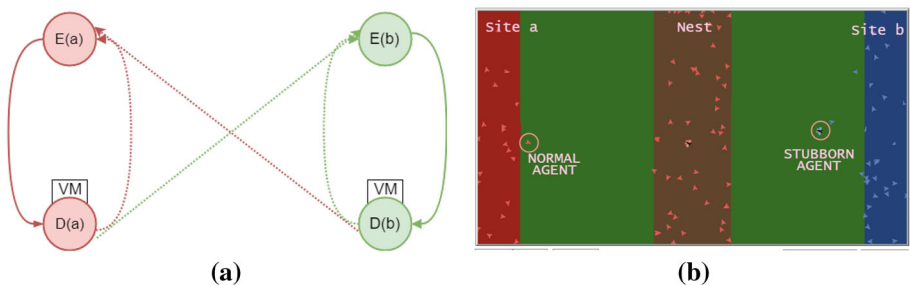 E(a)
E(b)
VM
VM
D(a)
D(b)
(a)
Site a
Nest
Site b
NORMAL
AGENT
STUBBORN
AGENT
(b)